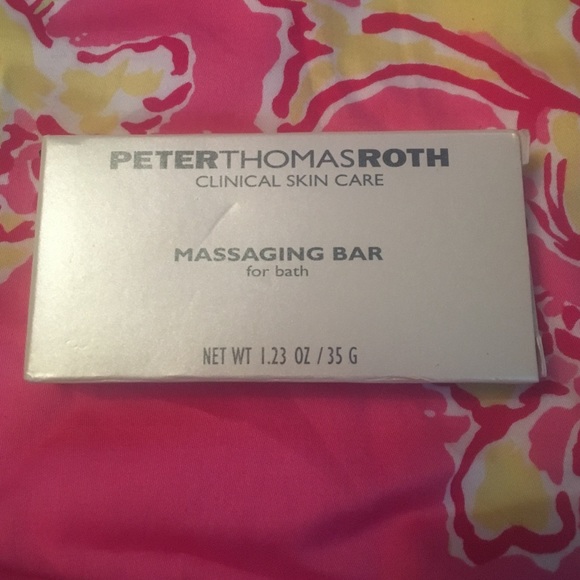 PETERTHOMASROTH
CLINICAL SKIN CARE
MASSAGING BAR
for bath
NET WT 1.23 OZ / 35 G